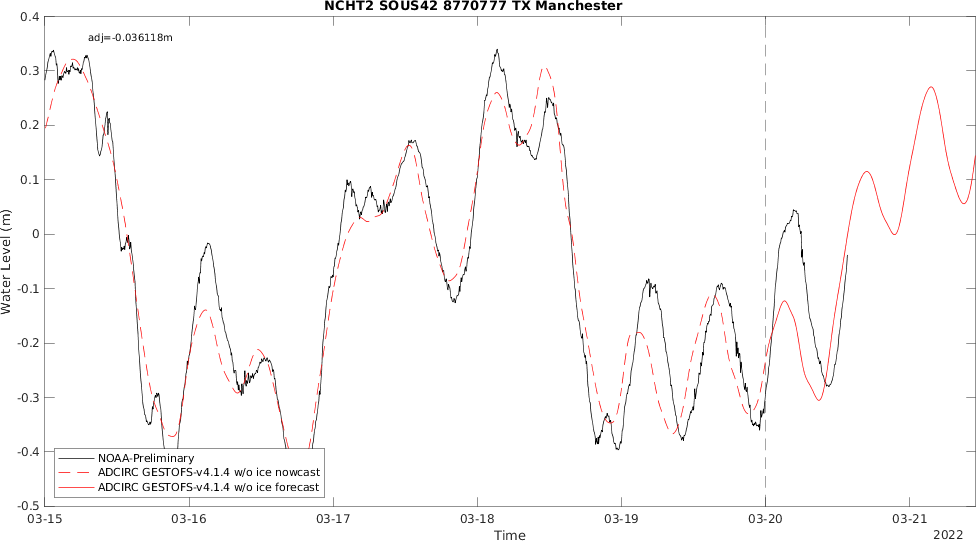 NCHT2 SOUS42 8770777 TX Manchester
adj=-0.036118m
0.4
0.3
0.2
0.1
0
-0.1
-0.2
-0.3
-0.4
-0.5
Water Level (m)
NOAA-Preliminary
ADCIRC GESTOFS-v4.1.4 w/o ice nowcast
ADCIRC GESTOFS-v4.1.4 w/o ice forecast
03-15 03-16 03-17 03-18 03-19 03-20 03-21
Time
2022